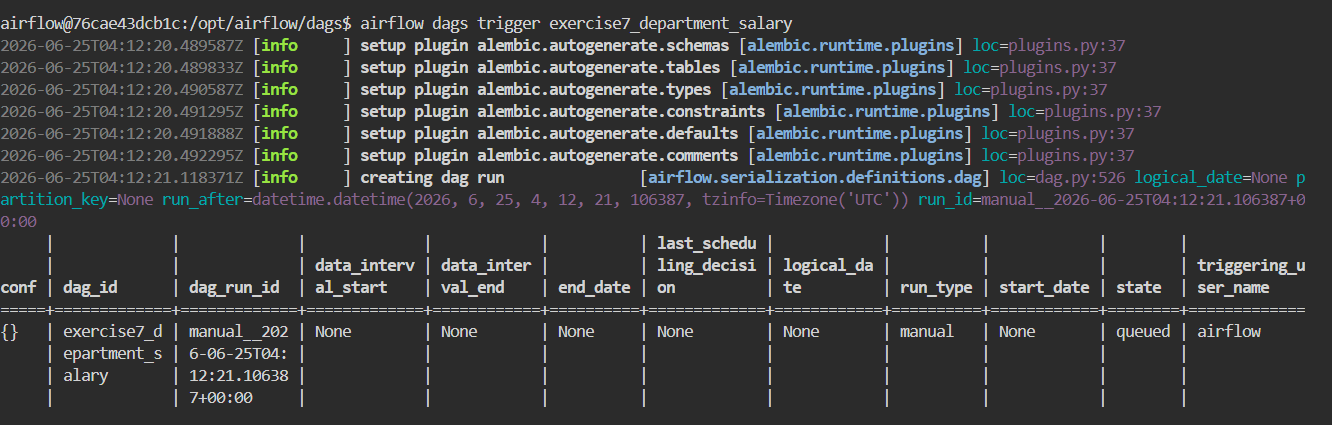 airflow@76cae43dcb1c:/opt/airflow/dags$ airflow dags trigger exercise7_department_salary
2026-06-25T04:12:20.489587Z [info     ] setup plugin alembic.autogenerate.schemas [alembic.runtime.plugins] loc=plugins.py:37
2026-06-25T04:12:20.489833Z [info     ] setup plugin alembic.autogenerate.tables [alembic.runtime.plugins] loc=plugins.py:37
2026-06-25T04:12:20.490587Z [info     ] setup plugin alembic.autogenerate.types [alembic.runtime.plugins] loc=plugins.py:37
2026-06-25T04:12:20.491295Z [info     ] setup plugin alembic.autogenerate.constraints [alembic.runtime.plugins] loc=plugins.py:37
2026-06-25T04:12:20.491888Z [info     ] setup plugin alembic.autogenerate.defaults [alembic.runtime.plugins] loc=plugins.py:37
2026-06-25T04:12:20.492295Z [info     ] setup plugin alembic.autogenerate.comments [alembic.runtime.plugins] loc=plugins.py:37
2026-06-25T04:12:21.118371Z [info     ] creating dag run               [airflow.serialization.definitions.dag] loc=dag.py:526 logical_date=None p
artition_key=None run_after=datetime.datetime(2026, 6, 25, 4, 12, 21, 106387, tzinfo=Timezone('UTC')) run_id=manual__2026-06-25T04:12:21.106387+0
0:00
     |             |             |             |             |          | last_schedu |            |          |            |        |
     |             |             | data_interv | data_inter  |          | ling_decisi | logical_da |          |            |        | triggering_u
conf | dag_id      | dag_run_id  | al_start    | val_end     | end_date | on          | te         | run_type | start_date | state  | ser_name
=====+=============+=============+=============+============+==========+=============+============+==========+============+========+=============
{}   | exercise7_d | manual__202 | None        | None       | None     | None        | None       | manual   | None       | queued | airflow
     | epartment_s | 6-06-25T04: |             |            |          |             |            |          |            |        |
     | alary       | 12:21.10638 |             |            |          |             |            |          |            |        |
     |             | 7+00:00     |             |            |          |             |            |          |            |        |